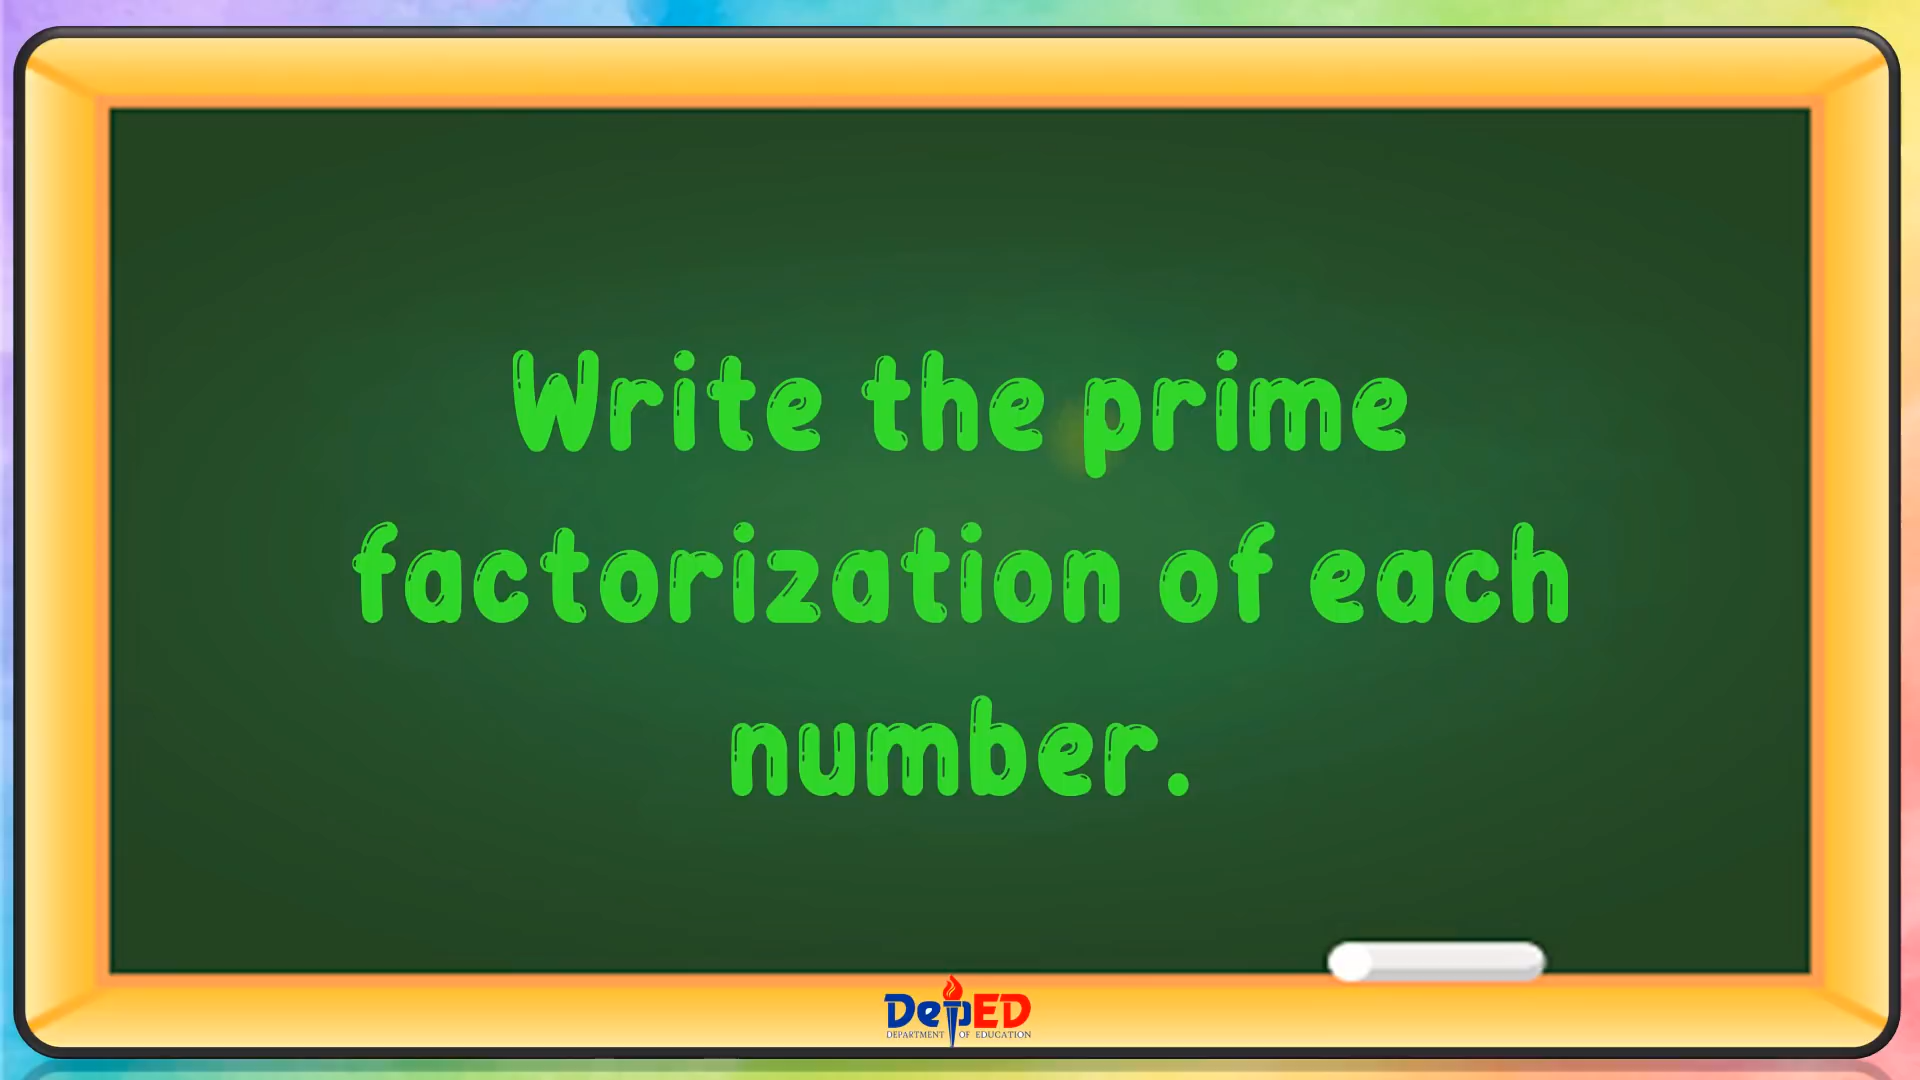 Write the prime
factorization of each
number.
DepED
DEPARTMENT OF EDUCATION